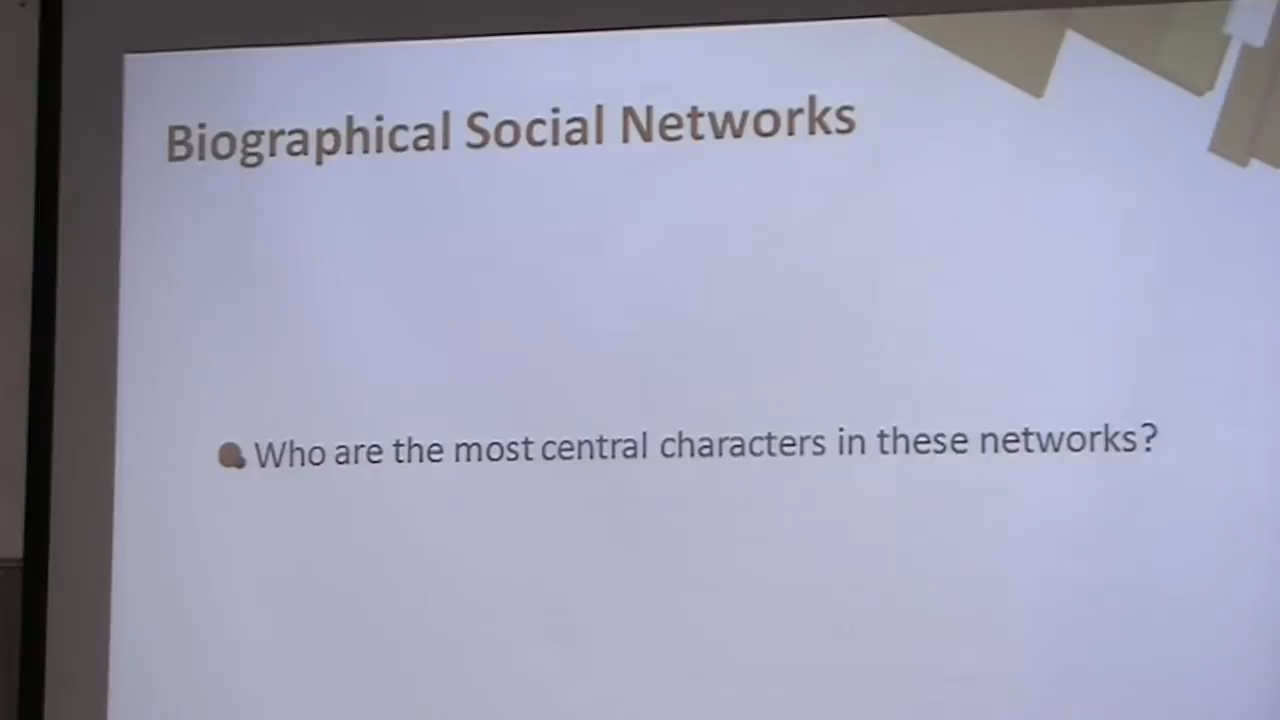 Biographical Social Networks
Who are the most central characters in these networks?